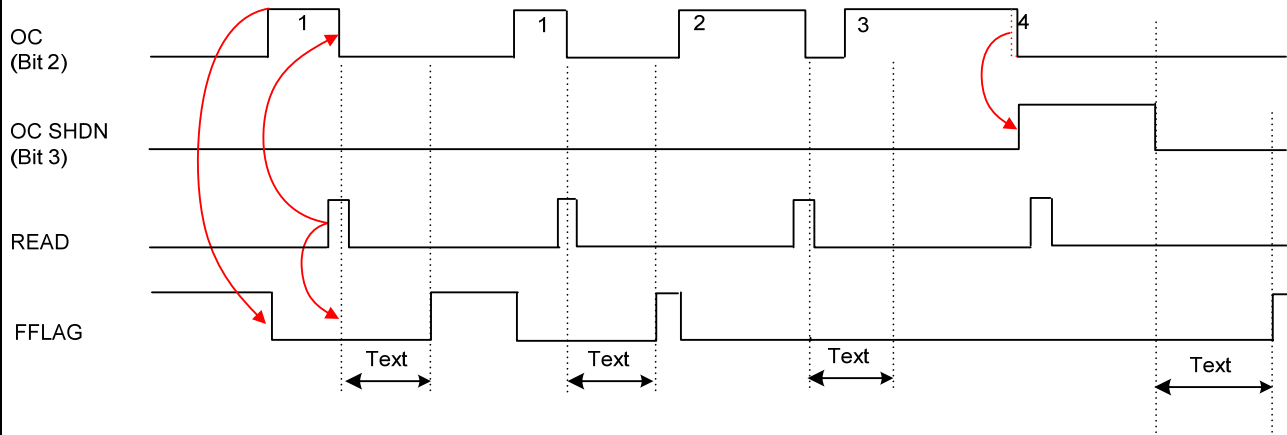 OC
(Bit 2)
1
1
2
3
4
OC SHDN
(Bit 3)
READ
FFLAG
Text
Text
Text
Text